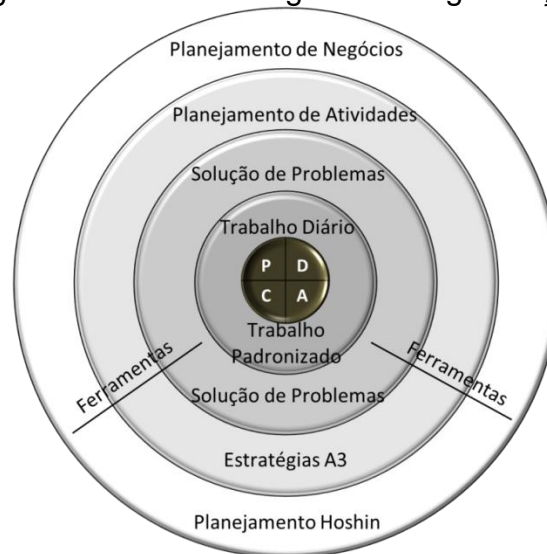 Planejamento de Negócios
Planejamento de Atividades
Solução de Problemas
Trabalho Diário
P D
C A
Trabalho
Padronizado
Ferramentas
Ferramentas
Solução de Problemas
Estratégias A3
Planejamento Hoshin